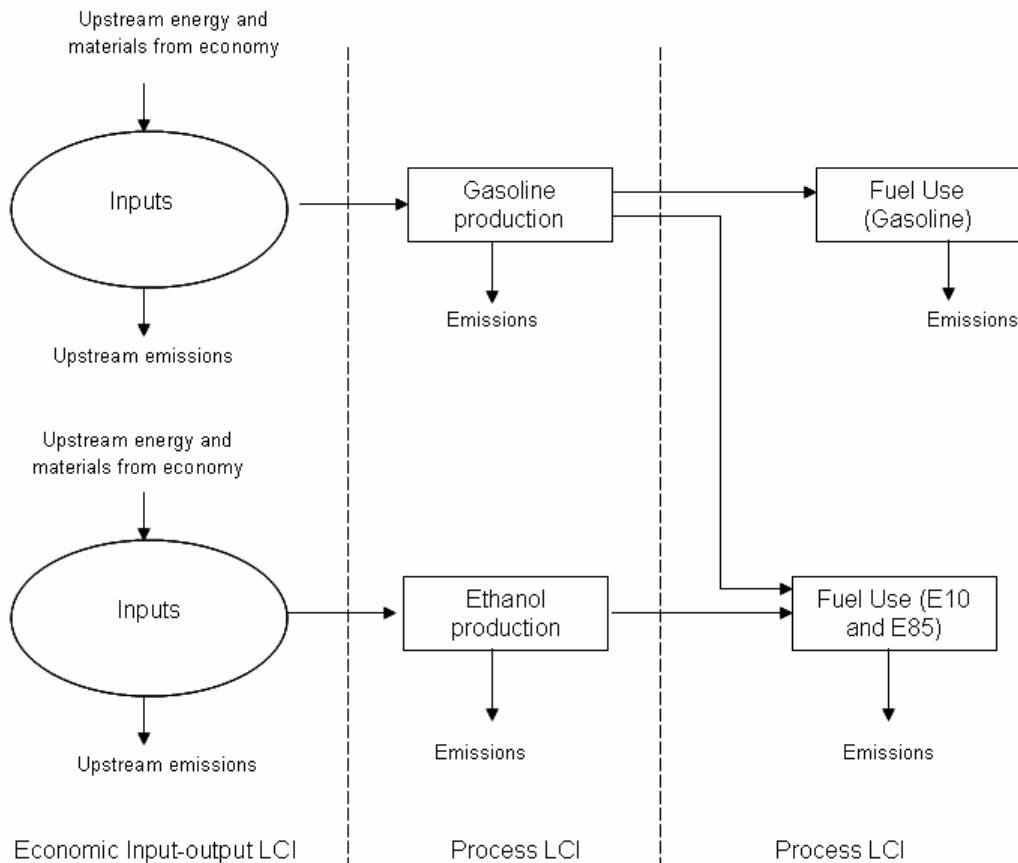 Upstream energy and
materials from economy
Inputs
Gasoline
production
Fuel Use
(Gasoline)
Emissions
Emissions
Upstream emissions
Upstream energy and
materials from economy
Inputs
Ethanol
production
Fuel Use (E10
and E85)
Emissions
Emissions
Upstream emissions
Economic Input-output LCI
Process LCI
Process LCI